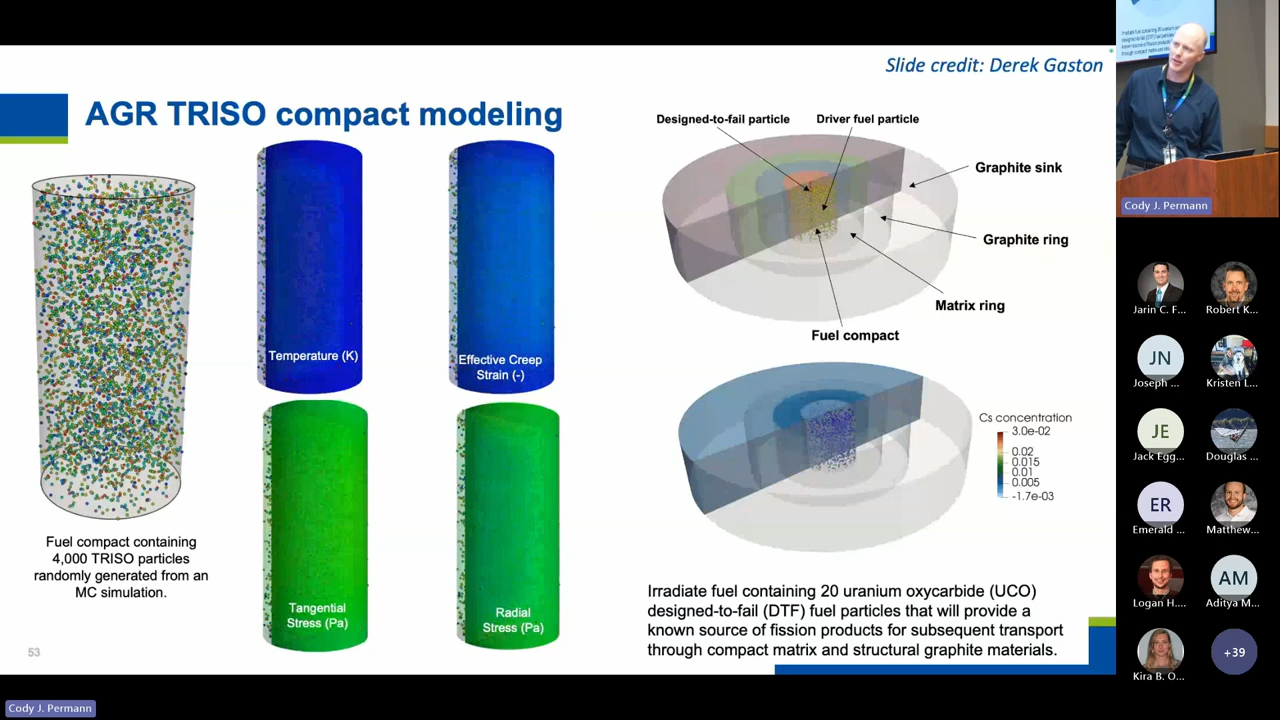 Slide credit: Derek Gaston
AGR TRISO compact modeling
Fuel compact containing
4,000 TRISO particles
randomly generated from an
MC simulation.
Temperature (K)
Effective Creep
Strain (-)
Tangential
Stress (Pa)
Radial
Stress (Pa)
Designed-to-fail particle
Driver fuel particle
Graphite sink
Graphite ring
Matrix ring
Fuel compact
Cs concentration
3.0e-02
0.02
0.015
0.01
0.005
-1.7e-03
Irradiate fuel containing 20 uranium oxycarbide (UCO)
designed-to-fail (DTF) fuel particles that will provide a
known source of fission products for subsequent transport
through compact matrix and structural graphite materials.
53
Cody J. Permann
Cody J. Permann
Jarin C. F...
Robert K...
JN
Joseph ...
Kristen L...
JE
Jack Egg...
Douglas ...
ER
Emerald ...
Matthew...
Logan H....
AM
Aditya M...
Kira B. O...
+39